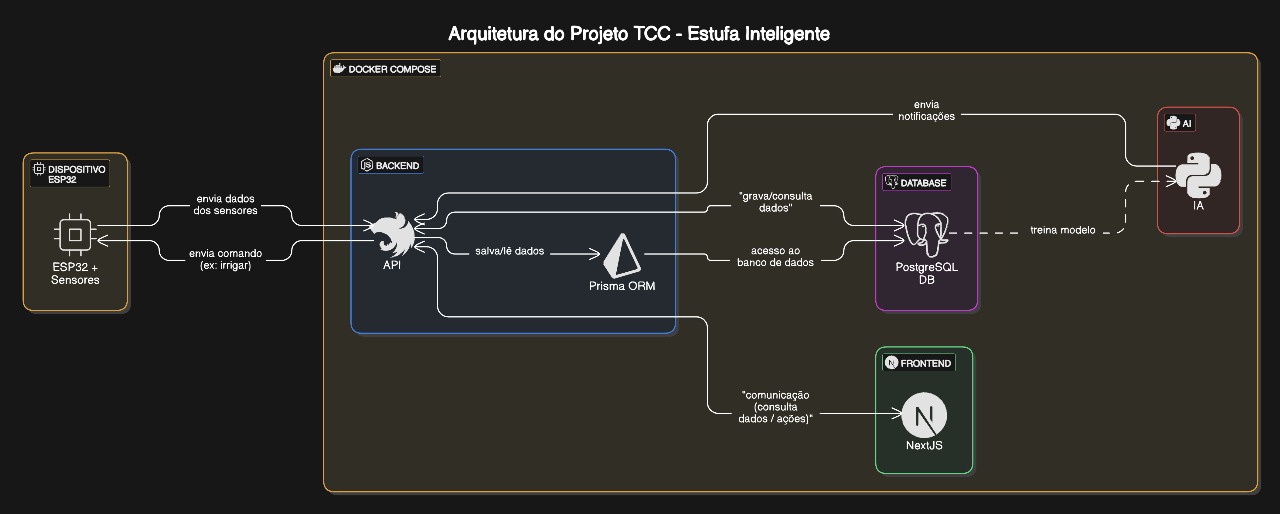 Arquitetura do Projeto TCC - Estufa Inteligente
DOCKER COMPOSE
envia
notificações
AI
IA
DISPOSITIVO
ESP32
ESP32 +
Sensores
envia dados
dos sensores
envia comando
(ex: irrigar)
BACKEND
API
salva/lê dados
Prisma ORM
"grava/consulta
dados"
acesso ao
banco de dados
DATABASE
PostgreSQL
DB
treina modelo
"comunicação
(consulta
dados / ações)"
FRONTEND
NextJS